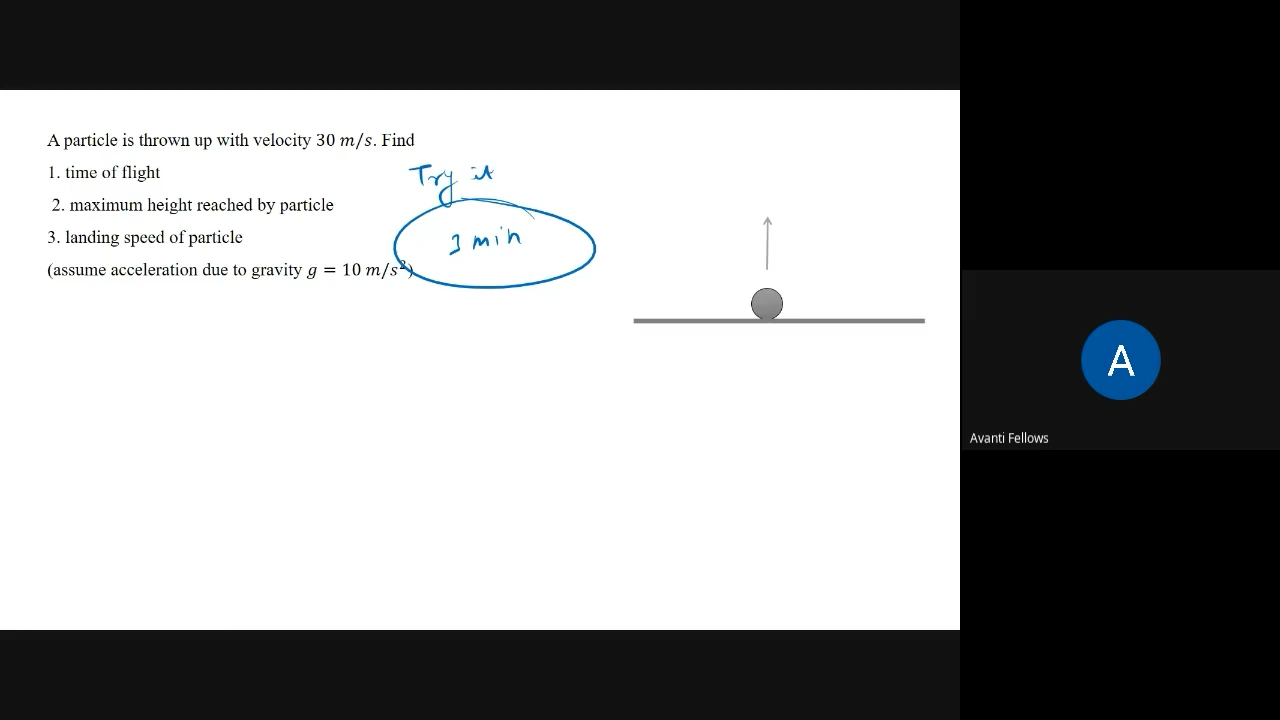 A particle is thrown up with velocity 30 m/s. Find
1. time of flight
Try it
2. maximum height reached by particle
3. landing speed of particle
3 min
(assume acceleration due to gravity g = 10 m/s²)
A
Avanti Fellows